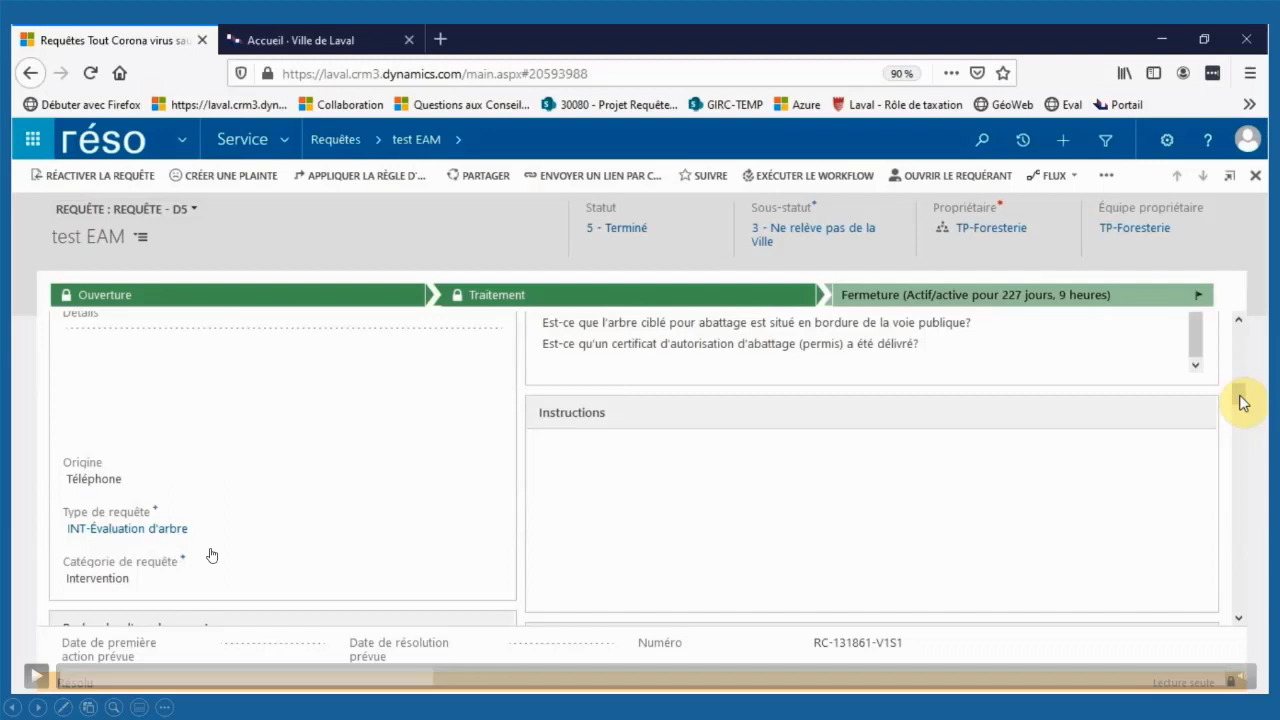 Requêtes Tout Corona virus sau
Accueil · Ville de Laval
https://laval.crm3.dynamics.com/main.aspx#20593988
90 %
Débuter avec Firefox
https://laval.crm3.dyn...
Collaboration
Questions aux Conseil...
30080 - Projet Requête...
GIRC-TEMP
Azure
Laval - Rôle de taxation
GéoWeb
Eval
Portail
réso
Service
Requêtes
test EAM
RÉACTIVER LA REQUÊTE
CRÉER UNE PLAINTE
APPLIQUER LA RÈGLE D'...
PARTAGER
ENVOYER UN LIEN PAR C...
SUIVRE
EXÉCUTER LE WORKFLOW
OUVRIR LE REQUÉRANT
FLUX
REQUÊTE : REQUÊTE - D5
test EAM
Statut
5 - Terminé
Sous-statut*
3 - Ne relève pas de la
Ville
Propriétaire*
TP-Foresterie
Équipe propriétaire
TP-Foresterie
Ouverture
Traitement
Fermeture (Actif/active pour 227 jours, 9 heures)
Détails
Est-ce que l'arbre ciblé pour abattage est situé en bordure de la voie publique?
Est-ce qu'un certificat d'autorisation d'abattage (permis) a été délivré?
Instructions
Origine
Téléphone
Type de requête*
INT-Évaluation d'arbre
Catégorie de requête*
Intervention
Date de première
action prévue
Date de résolution
prévue
Numéro
RC-131861-V1S1
Résolu
Lecture seule